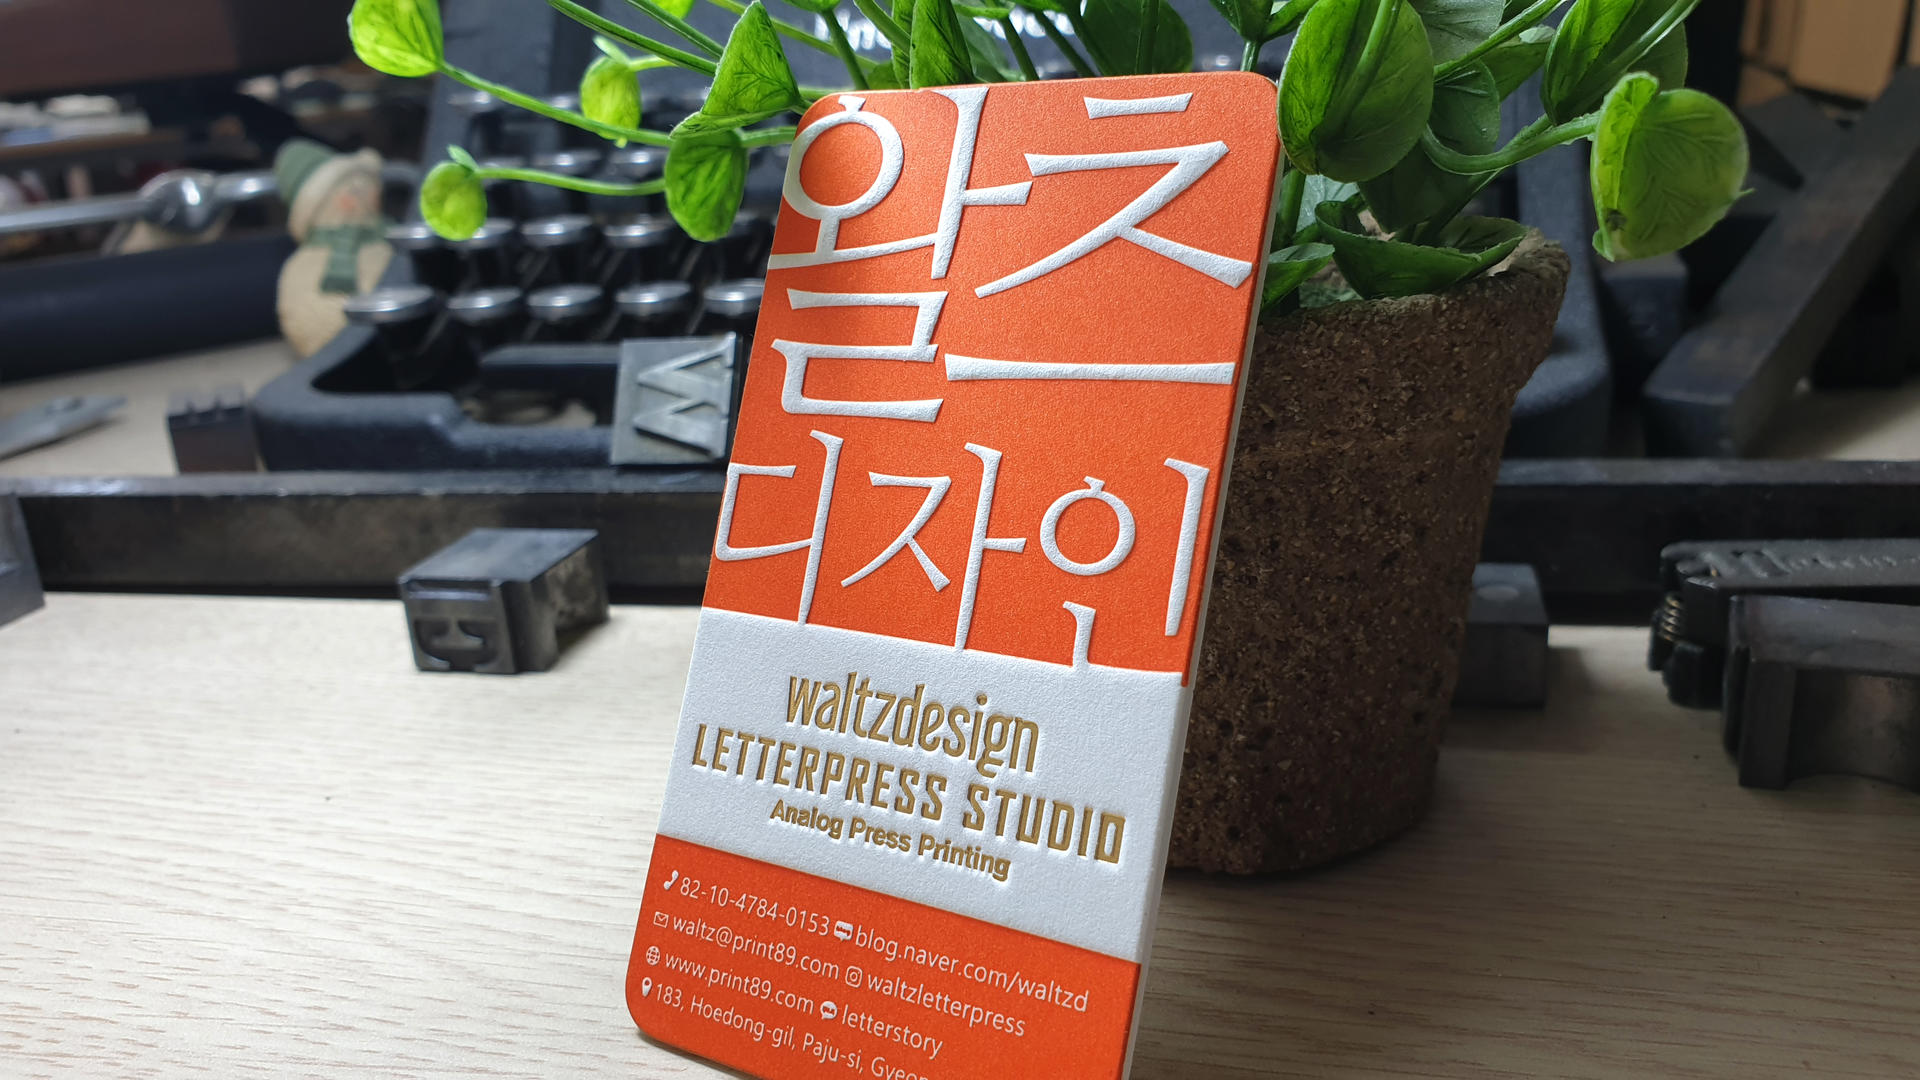 왈츠
디자인
waltzdesign
LETTERPRESS STUDIO
Analog Press Printing
82-10-4784-0153 blog.naver.com/waltzd
waltz@print89.com waltzletterpress
www.print89.com letterstory
183, Hoedong-gil, Paju-si,
W